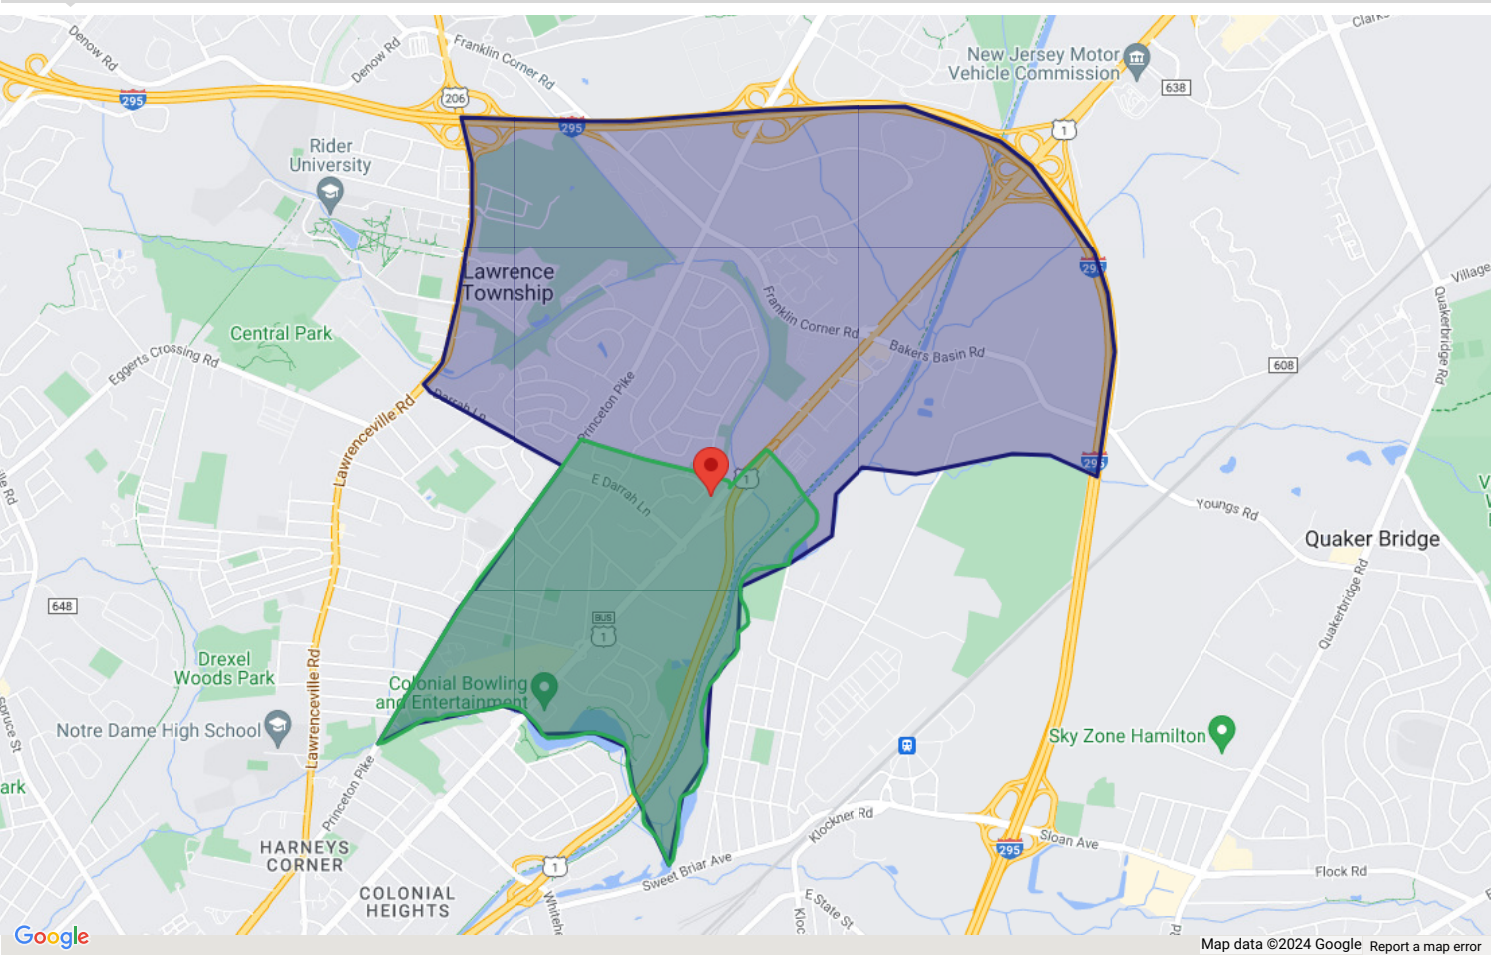 Denow Rd
Denow Rd
Franklin Corner Rd
New Jersey Motor
Vehicle Commission
638
295
206
295
1
Rider
University
Lawrence
Township
295
Village
Quakerbridge Rd
Franklin Corner Rd
Central Park
Eggerts Crossing Rd
Bakers Basin Rd
608
Princeton Pike
Darrah Ln
Lawrenceville Rd
295
1
E Darrah Ln
Youngs Rd
Quaker Bridge
648
BUS
1
Quakerbridge Rd
Drexel
Woods Park
Colonial Bowling
and Entertainment
Lawrenceville Rd
Notre Dame High School
Sky Zone Hamilton
Princeton Pike
ark
Klockner Rd
Sloan Ave
295
HARNEYS
CORNER
1
Sweet Briar Ave
Flock Rd
COLONIAL
HEIGHTS
Whitehe
E State St
Kloc
Google
Map data ©2024 Google
Report a map error